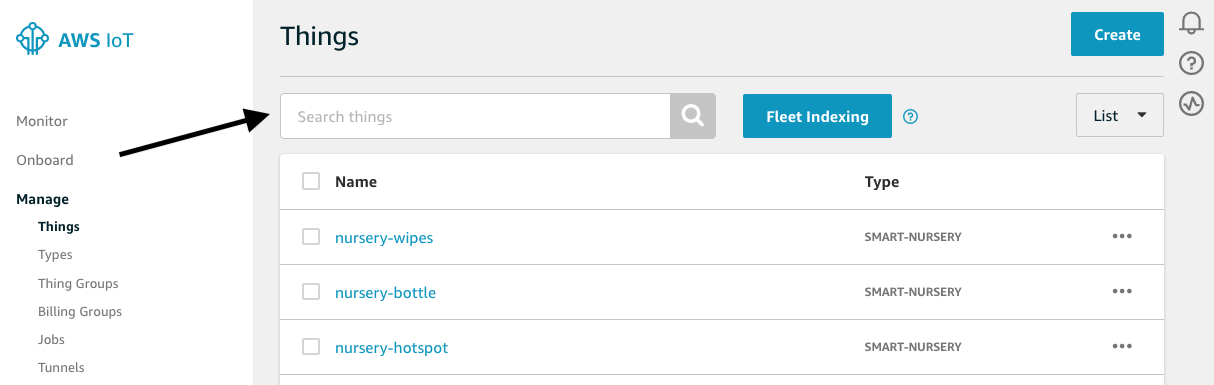 AWS IoT
Monitor
Onboard
Manage
Things
Types
Thing Groups
Billing Groups
Jobs
Tunnels
Things
Create
Search things
Fleet Indexing
?
List
?
Name Type
nursery-wipes SMART-NURSERY
nursery-bottle SMART-NURSERY
nursery-hotspot SMART-NURSERY